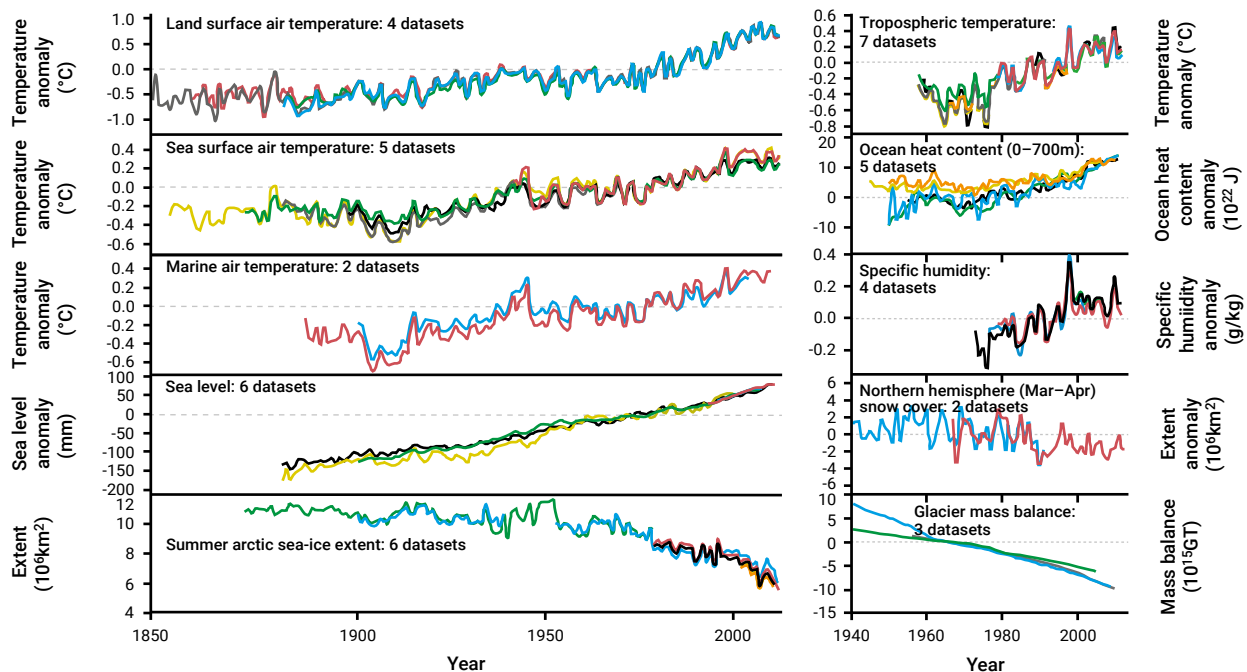 Temperature
anomaly
(°C)
1.0
0.5
0.0
-0.5
-1.0
Land surface air temperature: 4 datasets
Temperature
anomaly
(°C)
0.4
0.2
0.0
-0.2
-0.4
-0.6
Sea surface air temperature: 5 datasets
Temperature
anomaly
(°C)
0.4
0.2
0.0
-0.2
-0.4
-0.6
Marine air temperature: 2 datasets
Sea level
anomaly
(mm)
100
50
0
-50
-100
-150
-200
Sea level: 6 datasets
Extent
(10⁶km²)
12
10
8
6
4
Summer arctic sea-ice extent: 6 datasets
1850
1900
1950
2000
Year
0.6
0.4
0.2
0.0
-0.2
-0.4
-0.6
-0.8
Tropospheric temperature:
7 datasets
Temperature
anomaly (°C)
20
10
0
-10
Ocean heat content (0–700m):
5 datasets
Ocean heat
content
anomaly
(10²² J)
0.4
0.2
0.0
-0.2
Specific humidity:
4 datasets
Specific
humiidity
anomaly
(g/kg)
6
4
2
0
-2
-4
-6
Northern hemisphere (Mar–Apr)
snow cover: 2 datasets
Extent
anomaly
(10⁶km²)
10
5
0
-5
-10
-15
Glacier mass balance:
3 datasets
Mass balance
(10¹⁵GT)
1940
1960
1980
2000
Year